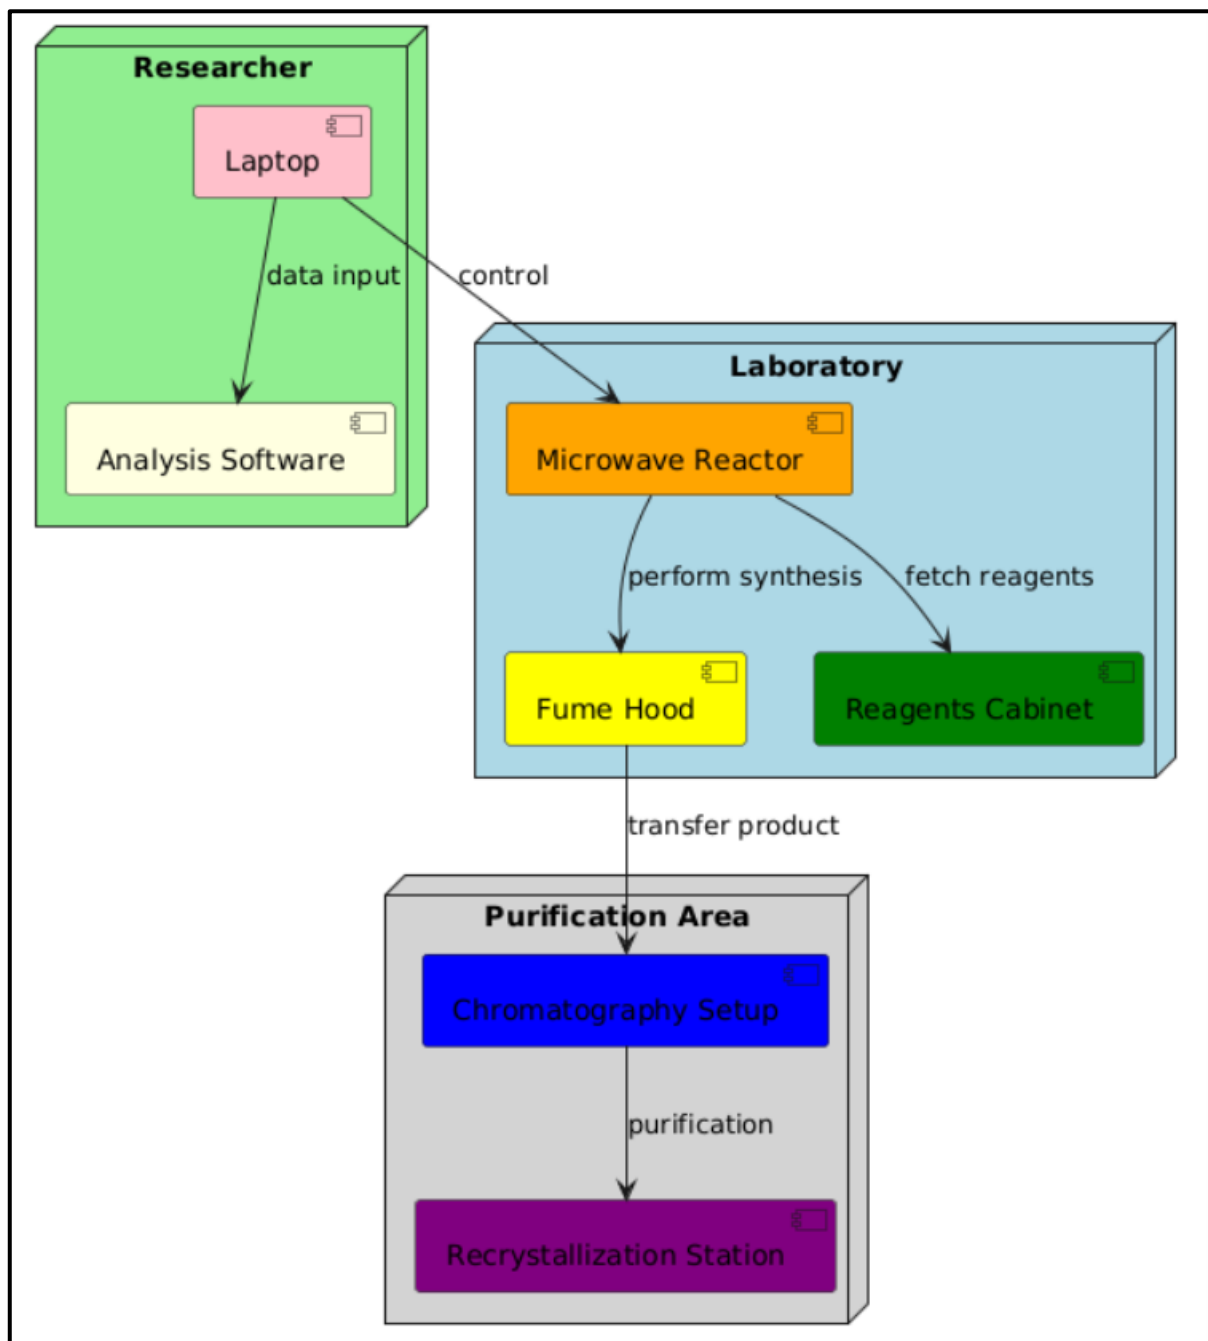 Researcher
Laptop
data input
control
Analysis Software
Laboratory
Microwave Reactor
perform synthesis
fetch reagents
Fume Hood
Reagents Cabinet
transfer product
Purification Area
Chromatography Setup
purification
Recrystallization Station